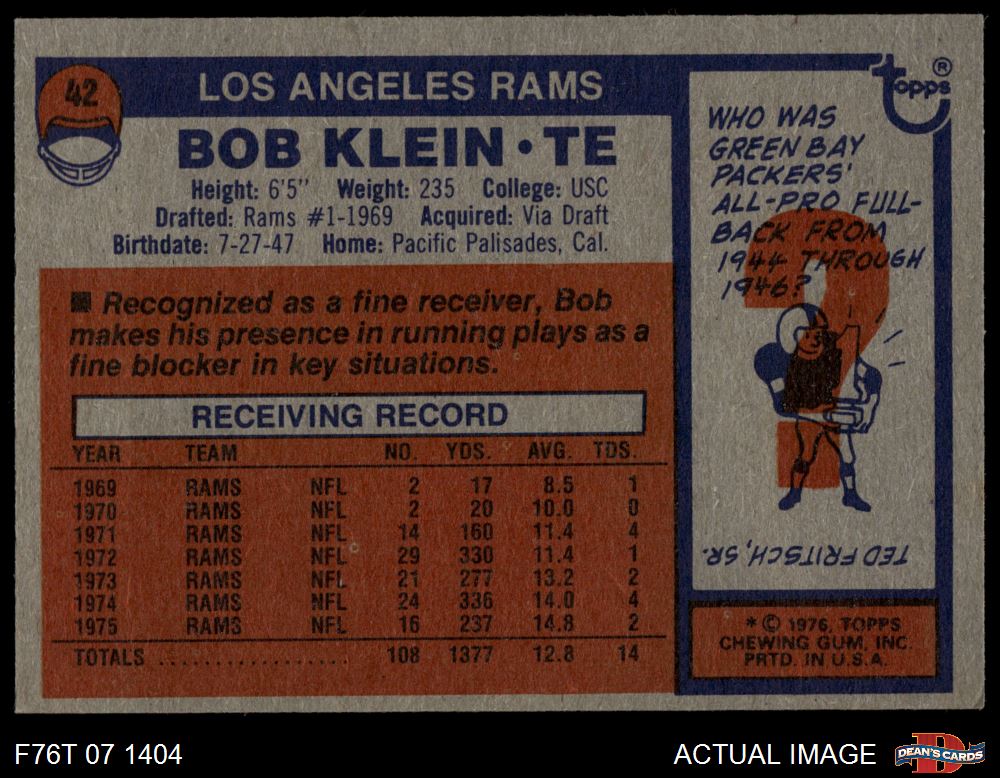 42
LOS ANGELES RAMS
BOB KLEIN • TE
Height: 6'5" Weight: 235 College: USC
Drafted: Rams #1-1969 Acquired: Via Draft
Birthdate: 7-27-47 Home: Pacific Palisades, Cal.
■ Recognized as a fine receiver, Bob
makes his presence in running plays as a
fine blocker in key situations.
RECEIVING RECORD
YEAR TEAM NO. YDS. AVG. TDS.
1969 RAMS NFL 2 17 8.5 1
1970 RAMS NFL 2 20 10.0 0
1971 RAMS NFL 14 160 11.4 4
1972 RAMS NFL 29 330 11.4 1
1973 RAMS NFL 21 277 13.2 2
1974 RAMS NFL 24 336 14.0 4
1975 RAMS NFL 16 237 14.8 2
TOTALS .................. 108 1377 12.8 14
topps ®
WHO WAS
GREEN BAY
PACKERS'
ALL-PRO FULL-
BACK FROM
1944 THROUGH
1946?
?
TED FRITSCH, SR.
* © 1976, TOPPS
CHEWING GUM, INC.
PRTD. IN U.S.A.
F76T 07 1404
ACTUAL IMAGE
DEAN'S CARDS